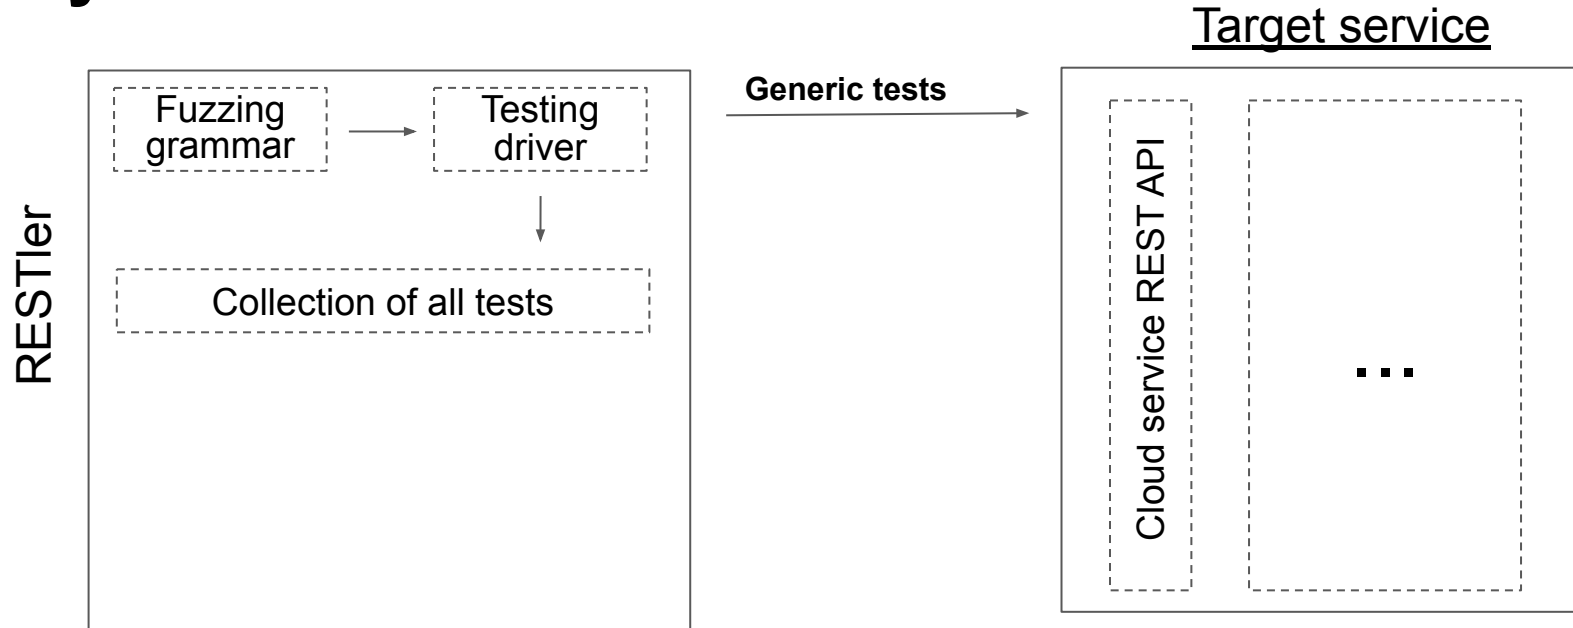 Target service
Generic tests
Fuzzing
grammar
Testing
driver
Collection of all tests
RESTler
Cloud service REST API
...